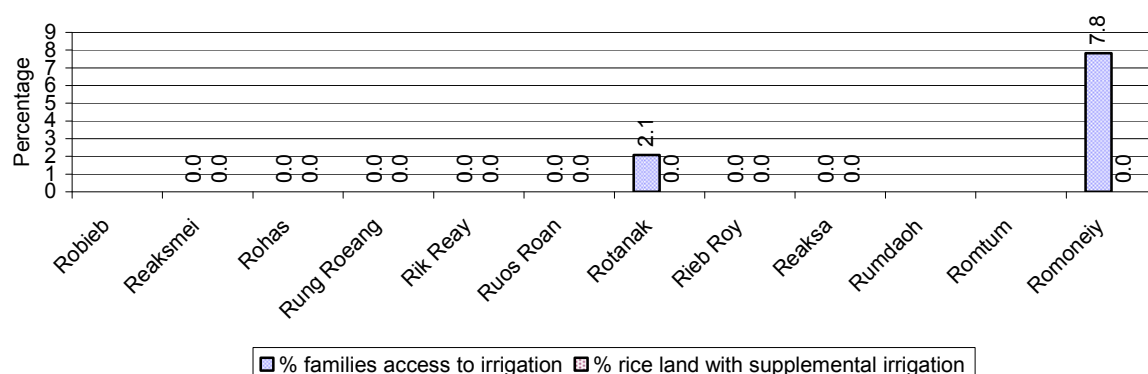 Percentage
9
8
7
6
5
4
3
2
1
0
0.0 0.0 0.0 0.0 0.0 0.0 0.0 0.0 0.0 0.0 2.1 0.0 0.0 0.0 0.0 0.0 7.8 0.0
Robieb Reaksmei Rohas Rung Roeang Rik Reay Ruos Roan Rotanak Rieb Roy Reaksa Rumdaoh Romtum Romoneiy
% families access to irrigation % rice land with supplemental irrigation